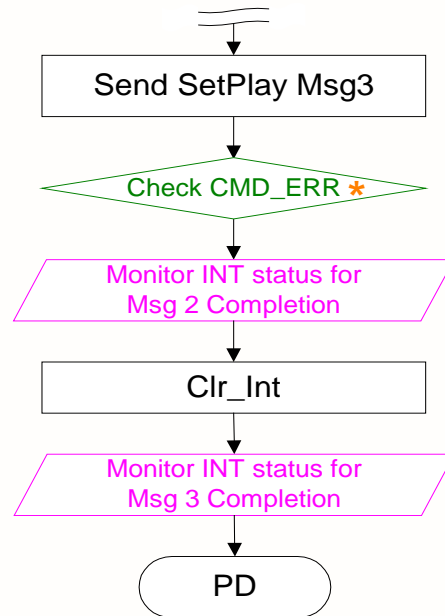 Send SetPlay Msg3
Check CMD_ERR *
Monitor INT status for
Msg 2 Completion
Clr_Int
Monitor INT status for
Msg 3 Completion
PD